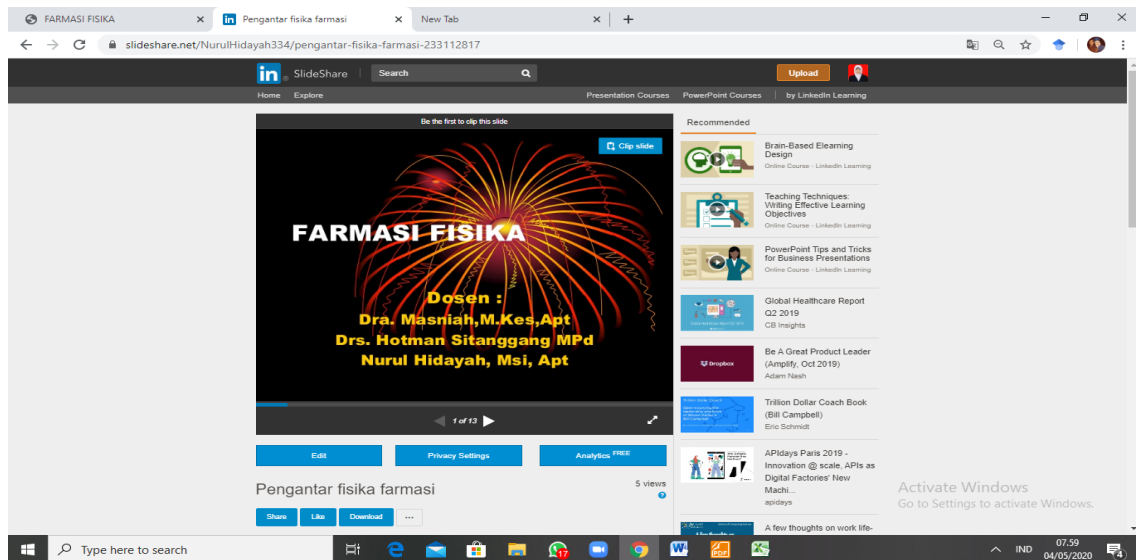 FARMASI FISIKA
Pengantar fisika farmasi
New Tab
slideshare.net/NurulHidayah334/pengantar-fisika-farmasi-233112817
in SlideShare
Search
Upload
Home Explore
Presentation Courses PowerPoint Courses by LinkedIn Learning
Be the first to clip this slide
Clip slide
FARMASI FISIKA
Dosen :
Dra. Masniah,M.Kes,Apt
Drs. Hotman Sitanggang MPd
Nurul Hidayah, Msi, Apt
1 of 13
Edit
Privacy Settings
Analytics FREE
Pengantar fisika farmasi
5 views
Share Like Download ...
Recommended
Brain-Based Elearning
Design
Online Course - LinkedIn Learning
Teaching Techniques:
Writing Effective Learning
Objectives
Online Course - LinkedIn Learning
PowerPoint Tips and Tricks
for Business Presentations
Online Course - LinkedIn Learning
Global Healthcare Report
Q2 2019
CB Insights
Dropbox
Be A Great Product Leader
(Amplify, Oct 2019)
Adam Nash
Trillion Dollar Coach Book
(Bill Campbell)
Eric Schmidt
APIdays Paris 2019 -
Innovation @ scale, APIs as
Digital Factories' New
Machi...
apidays
A few thoughts on work life-
Activate Windows
Go to Settings to activate Windows.
Type here to search
17
PDF
IND
07.59
04/05/2020
4